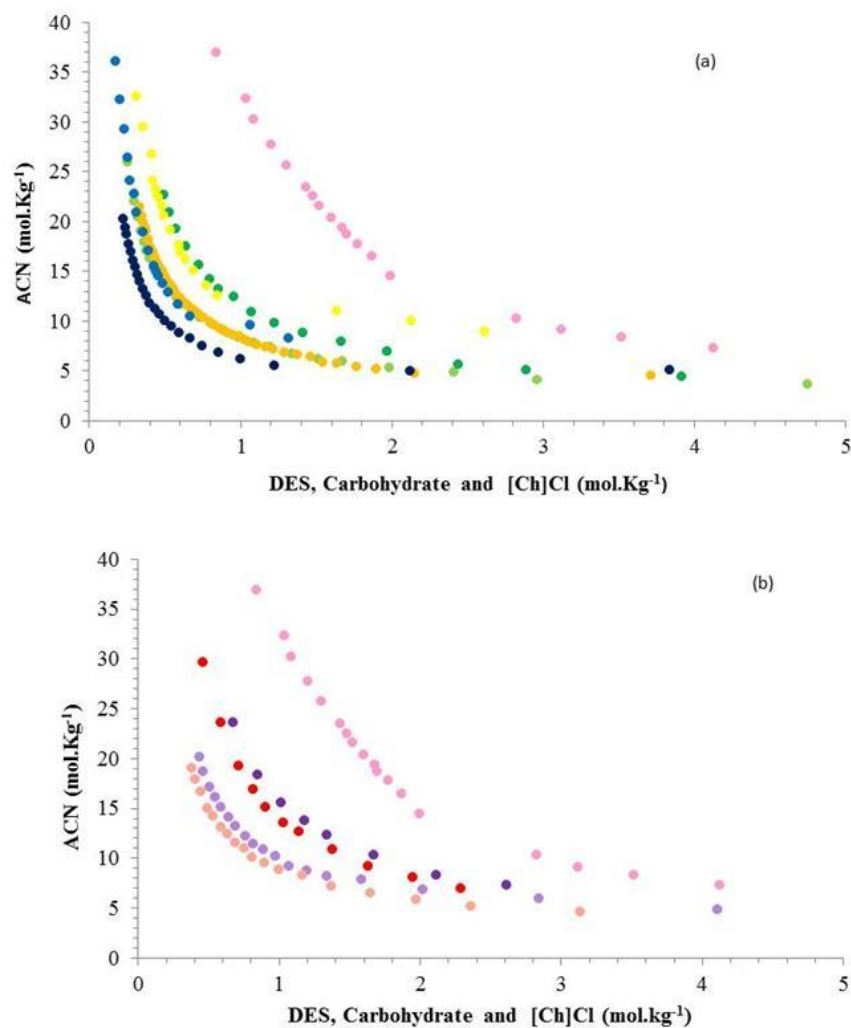 40
(a)
35
30
25
20
15
10
5
0
ACN (mol.Kg⁻¹)
0 1 2 3 4 5
DES, Carbohydrate and [Ch]Cl (mol.Kg⁻¹)
40
(b)
35
30
25
20
15
10
5
0
ACN (mol.Kg⁻¹)
0 1 2 3 4 5
DES, Carbohydrate and [Ch]Cl (mol.kg⁻¹)